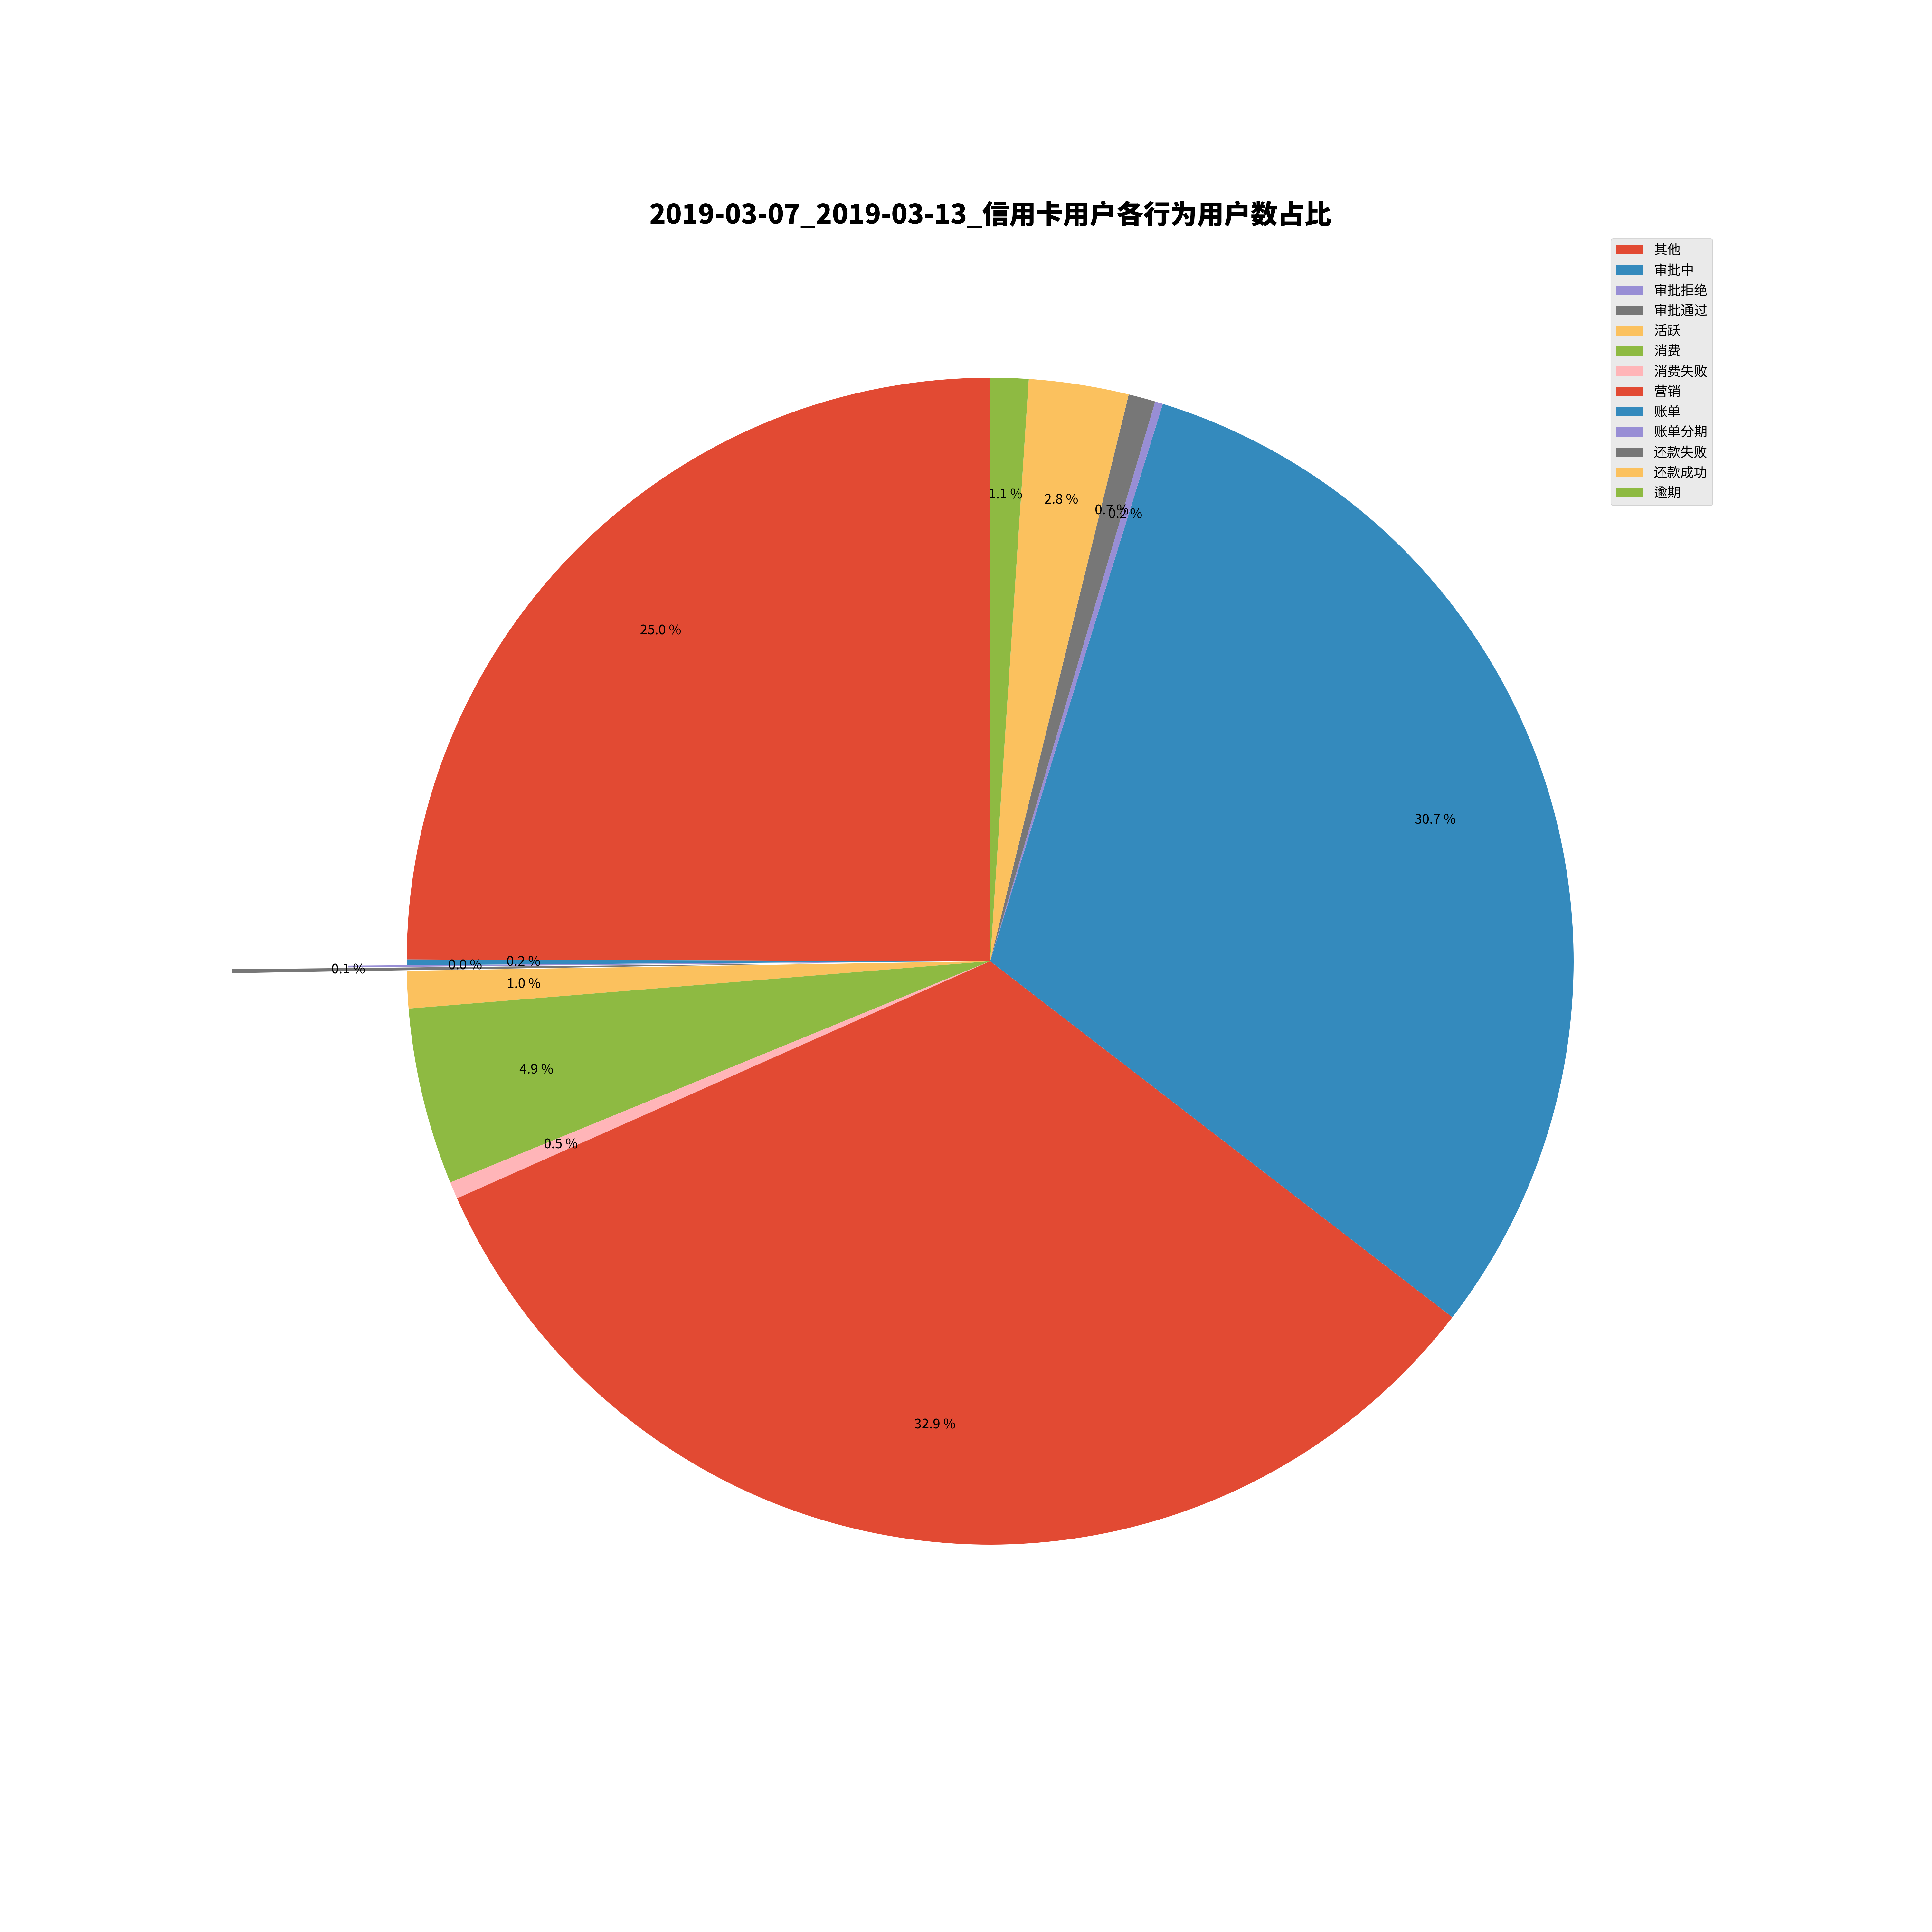 2019-03-07_2019-03-13_信用卡用户各行为用户数占比
其他
审批中
审批拒绝
审批通过
活跃
消费
消费失败
营销
账单
账单分期
还款失败
还款成功
逾期
1.1 %
2.8 %
0.7 %
0.2 %
25.0 %
30.7 %
0.2 %
0.0 %
0.1 %
1.0 %
4.9 %
0.5 %
32.9 %